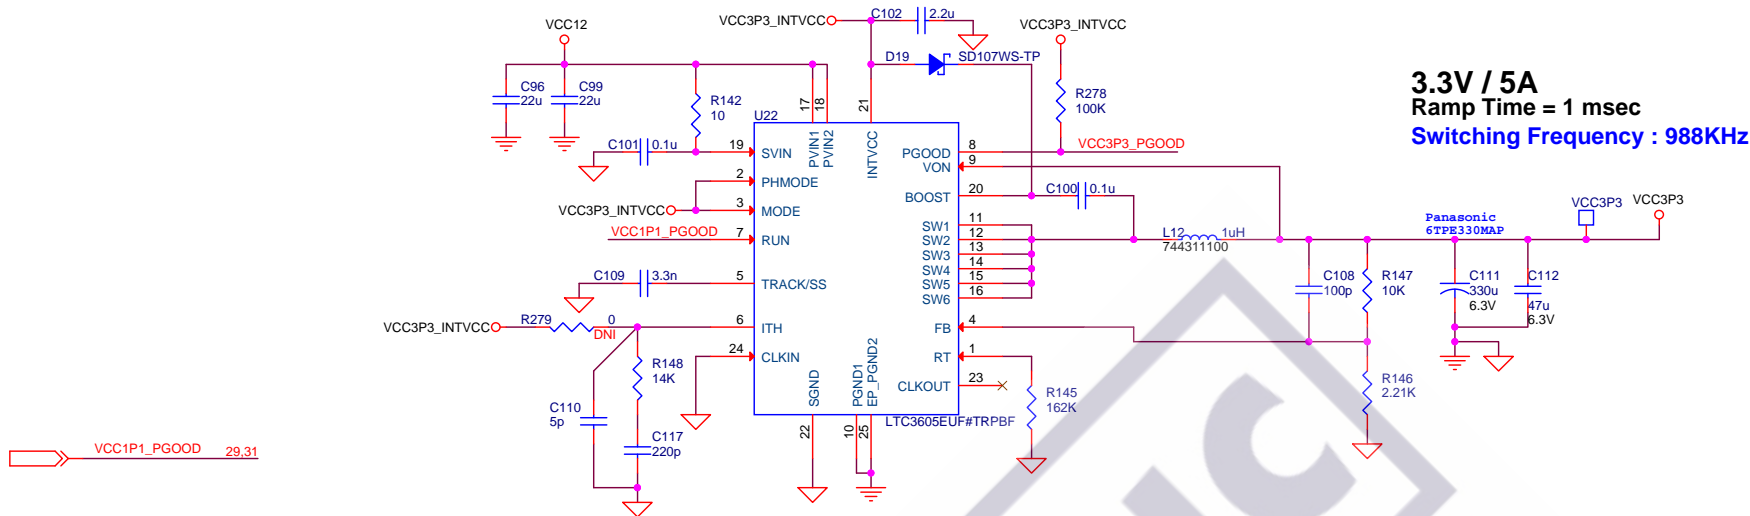 VCC12
VCC3P3_INTVCC
C102
2.2u
VCC3P3_INTVCC
D19
SD107WS-TP
C96
22u
C99
22u
R142
10
17
18
21
R278
100K
3.3V / 5A
Ramp Time = 1 msec
Switching Frequency : 988KHz
U22
C101
0.1u
19
SVIN
PVIN1
PVIN2
INTVCC
PGOOD
8
VCC3P3_PGOOD
VON
9
2
PHMODE
BOOST
20
C100
0.1u
VCC3P3_INTVCC
3
MODE
VCC1P1_PGOOD
7
RUN
SW1
11
SW2
12
SW3
13
SW4
14
SW5
15
SW6
16
L12
1uH
744311100
Panasonic
6TPE330MAP
VCC3P3
VCC3P3
C109
3.3n
5
TRACK/SS
C108
100p
R147
10K
C111
330u
6.3V
C112
47u
6.3V
VCC3P3_INTVCC
R279
0
DNI
6
ITH
FB
4
24
CLKIN
RT
1
R148
14K
SGND
PGND1
EP_PGND2
CLKOUT
23
R145
162K
R146
2.21K
C110
5p
LTC3605EUF#TRPBF
22
10
25
C117
220p
VCC1P1_PGOOD
29,31